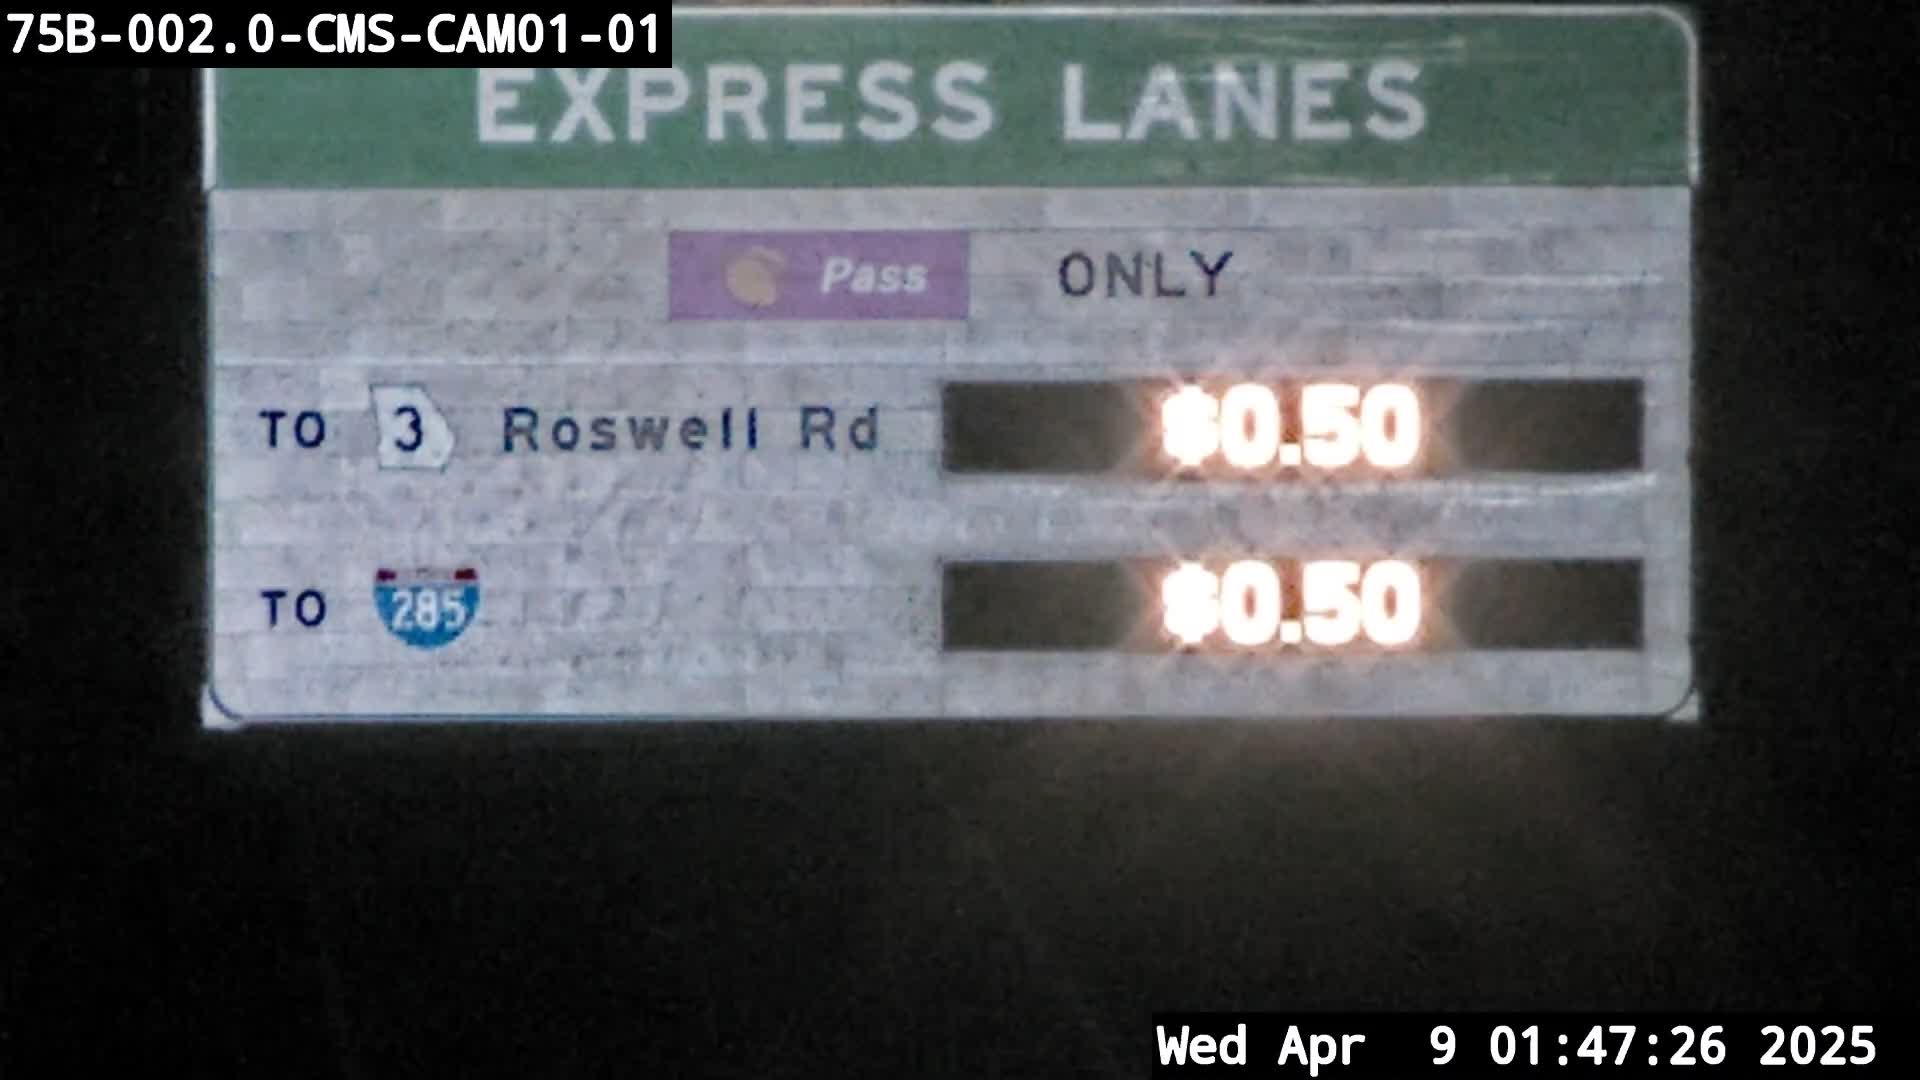 75B-002.0-CMS-CAM01-01
EXPRESS LANES
Pass ONLY
TO 3 Roswell Rd $0.50
TO 285 $0.50
Wed Apr 9 01:47:26 2025